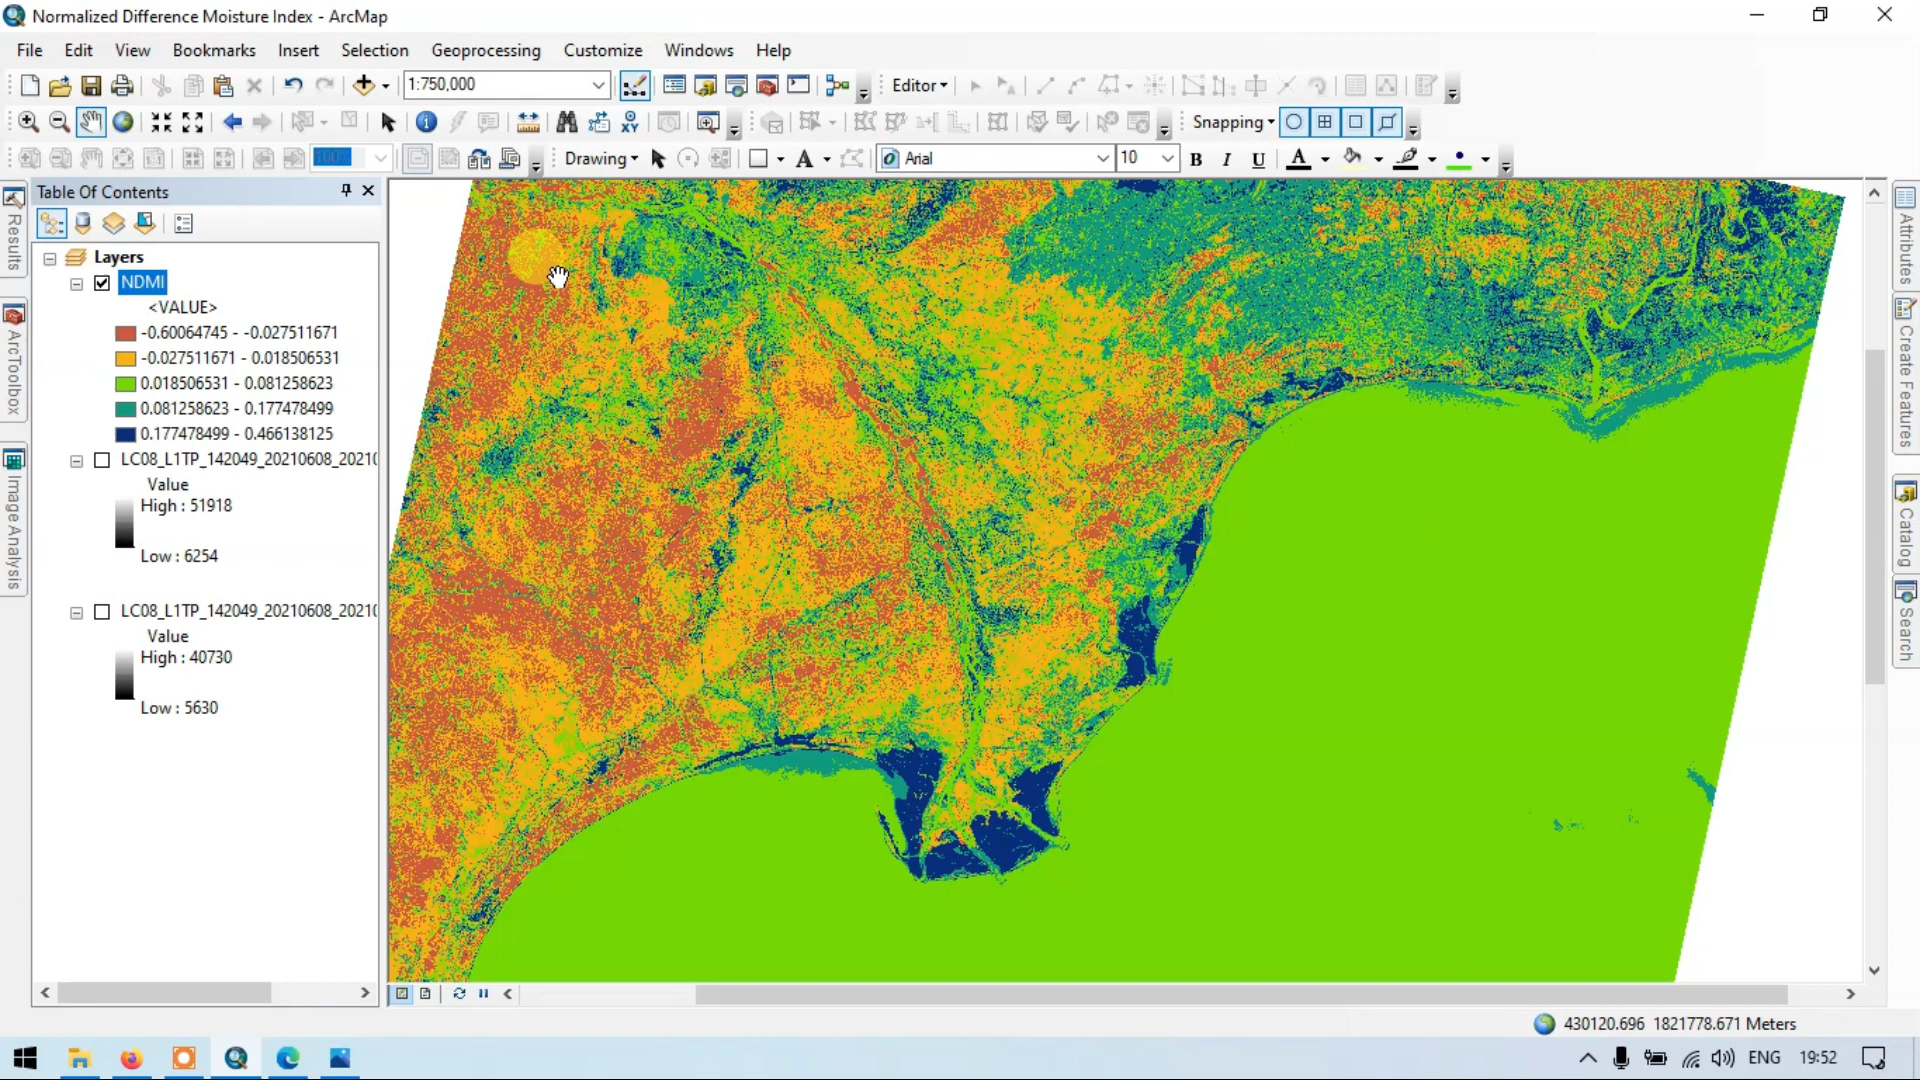 Normalized Difference Moisture Index - ArcMap
File Edit View Bookmarks Insert Selection Geoprocessing Customize Windows Help
1:750,000 Editor
Snapping
100% Drawing A Arial 10 B I U A
Table Of Contents
Results
ArcToolbox
Image Analysis
Layers
NDMI
<VALUE>
-0.60064745 - -0.027511671
-0.027511671 - 0.018506531
0.018506531 - 0.081258623
0.081258623 - 0.177478499
0.177478499 - 0.466138125
LC08_L1TP_142049_20210608_2021(
Value
High : 51918
Low : 6254
LC08_L1TP_142049_20210608_2021(
Value
High : 40730
Low : 5630
Attributes
Create Features
Catalog
Search
430120.696 1821778.671 Meters
ENG 19:52